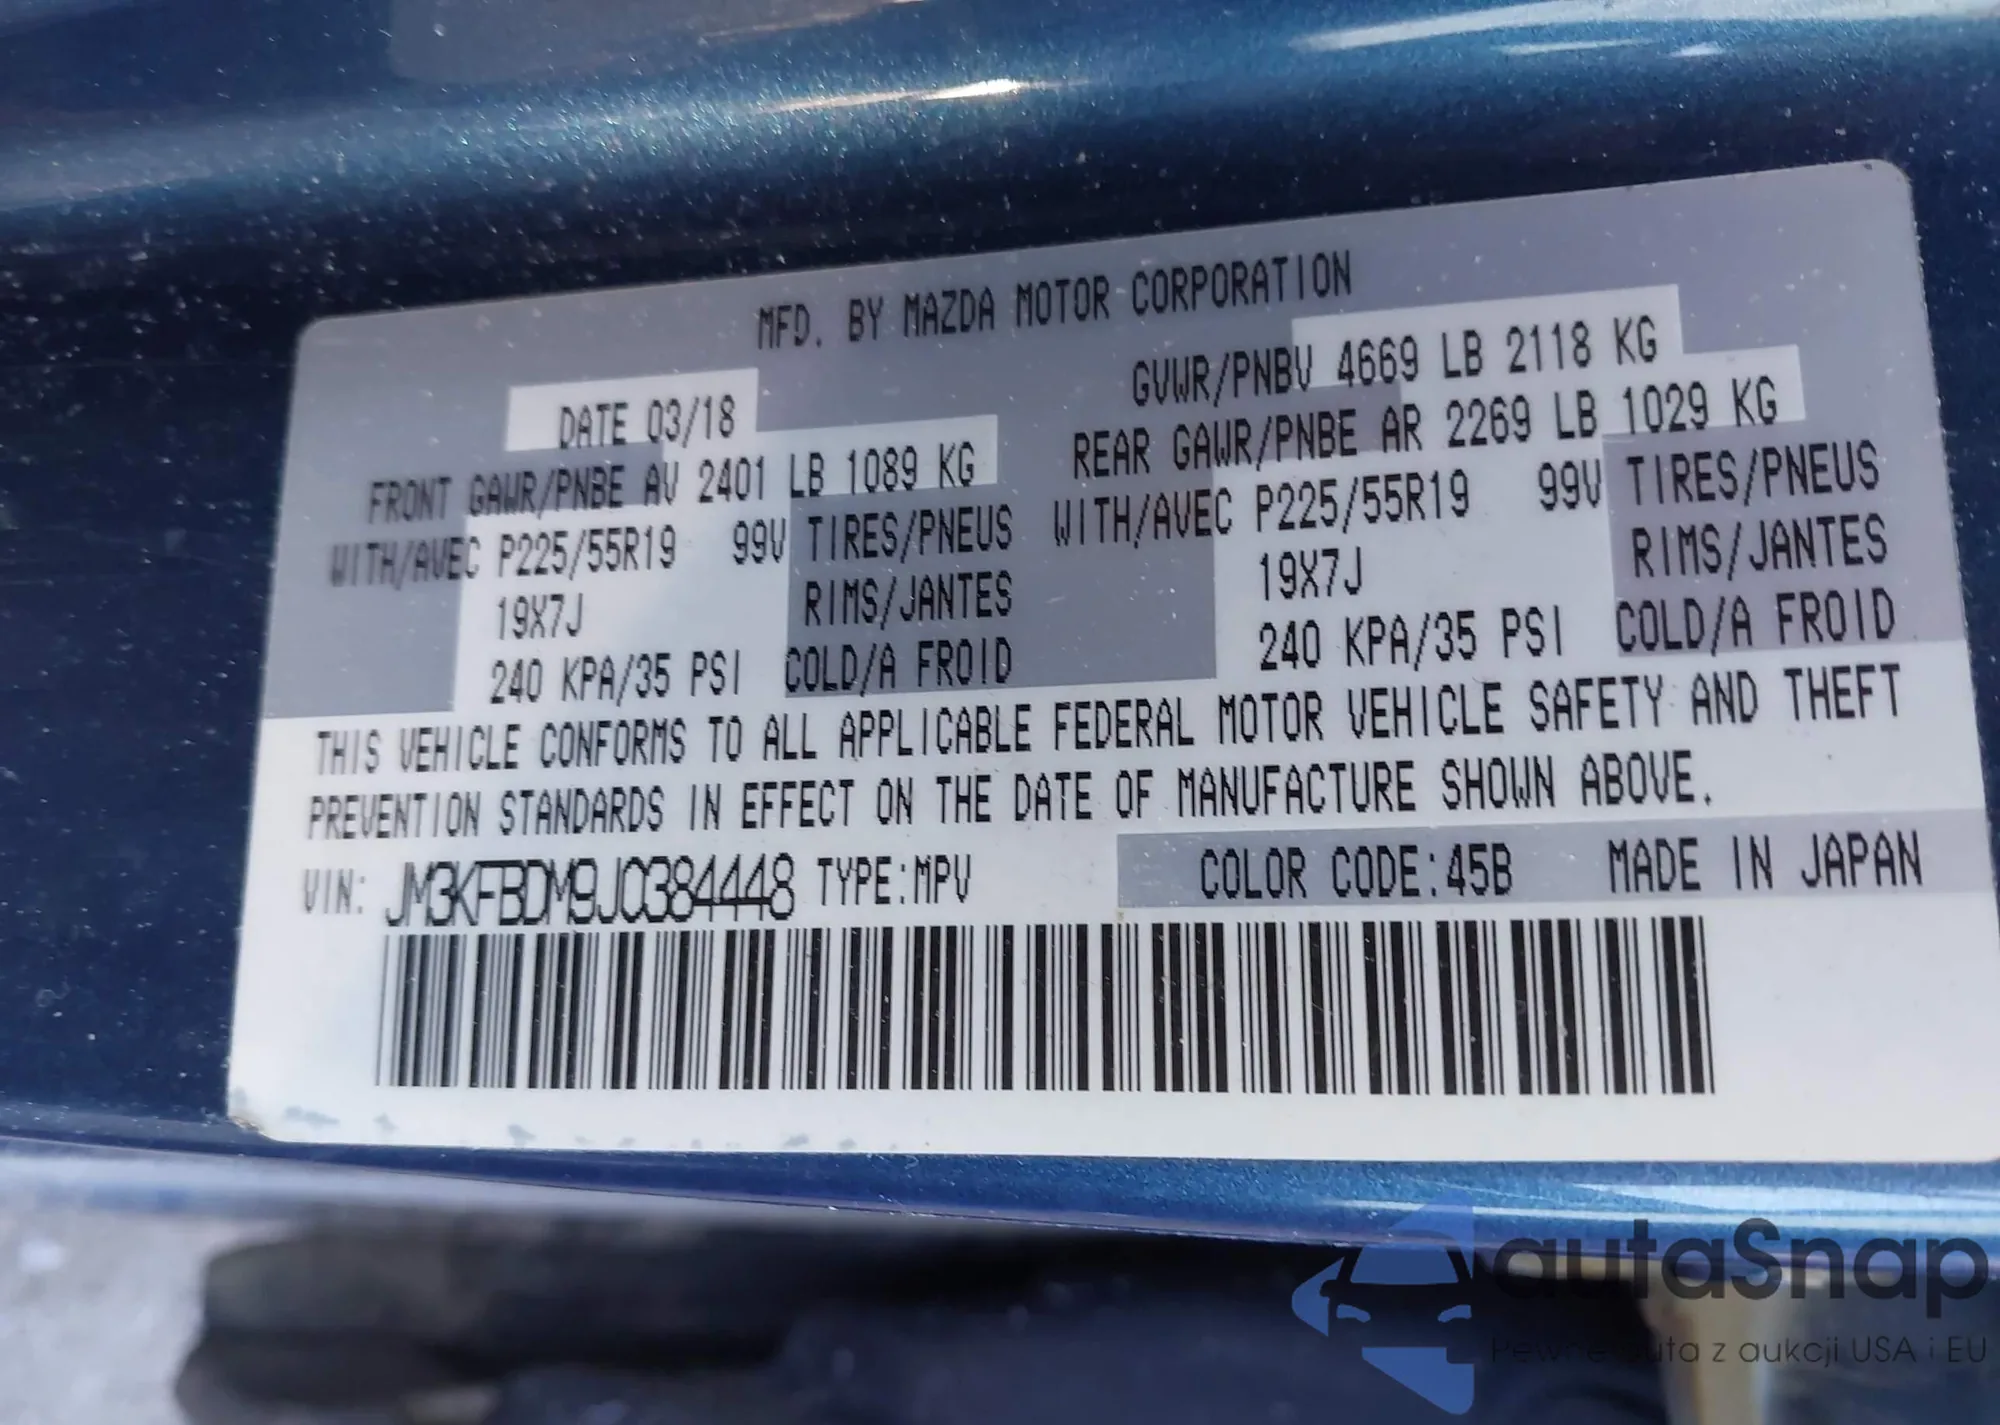 MFD. BY MAZDA MOTOR CORPORATION
DATE 03/18
GVWR/PNBV 4669 LB 2118 KG
FRONT GAWR/PNBE AV 2401 LB 1089 KG
REAR GAWR/PNBE AR 2269 LB 1029 KG
WITH/AVEC P225/55R19 99V TIRES/PNEUS
WITH/AVEC P225/55R19 99V TIRES/PNEUS
19X7J RIMS/JANTES
19X7J RIMS/JANTES
240 KPA/35 PSI COLD/A FROID
240 KPA/35 PSI COLD/A FROID
THIS VEHICLE CONFORMS TO ALL APPLICABLE FEDERAL MOTOR VEHICLE SAFETY AND THEFT
PREVENTION STANDARDS IN EFFECT ON THE DATE OF MANUFACTURE SHOWN ABOVE.
VIN: JM3KFBDM9J0384448 TYPE:MPV COLOR CODE:45B MADE IN JAPAN
autaSnap
Pewne auta z aukcji USA i EU